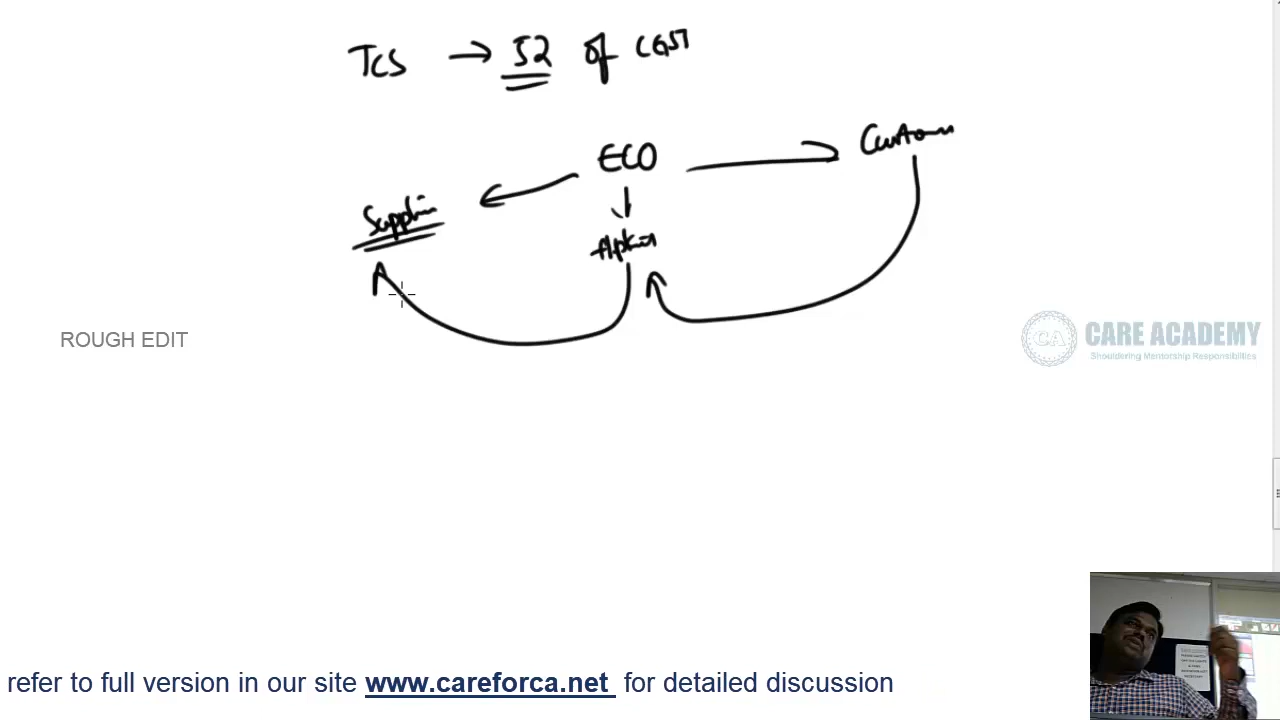 TCS → 52 of CGST
ECO
Customer
Supplier
ROUGH EDIT
CARE ACADEMY
Shouldering Mentorship Responsibilities
refer to full version in our site www.careforca.net for detailed discussion